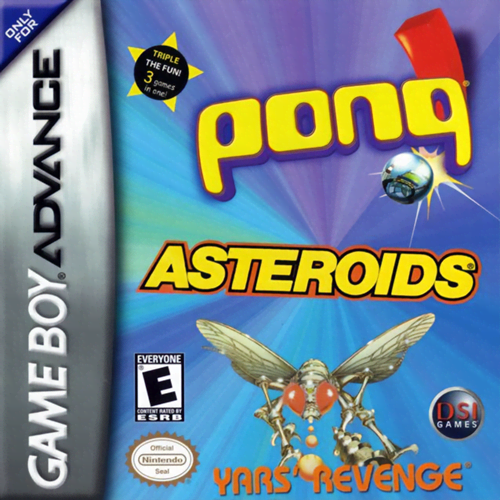 ONLY
FOR
GAME BOY ADVANCE
TRIPLE
THE FUN!
3 games
in one!
pong
ASTEROIDS®
EVERYONE
E
CONTENT RATED BY
ESRB
Official
Nintendo
Seal
DSI
GAMES
YARS' REVENGE®